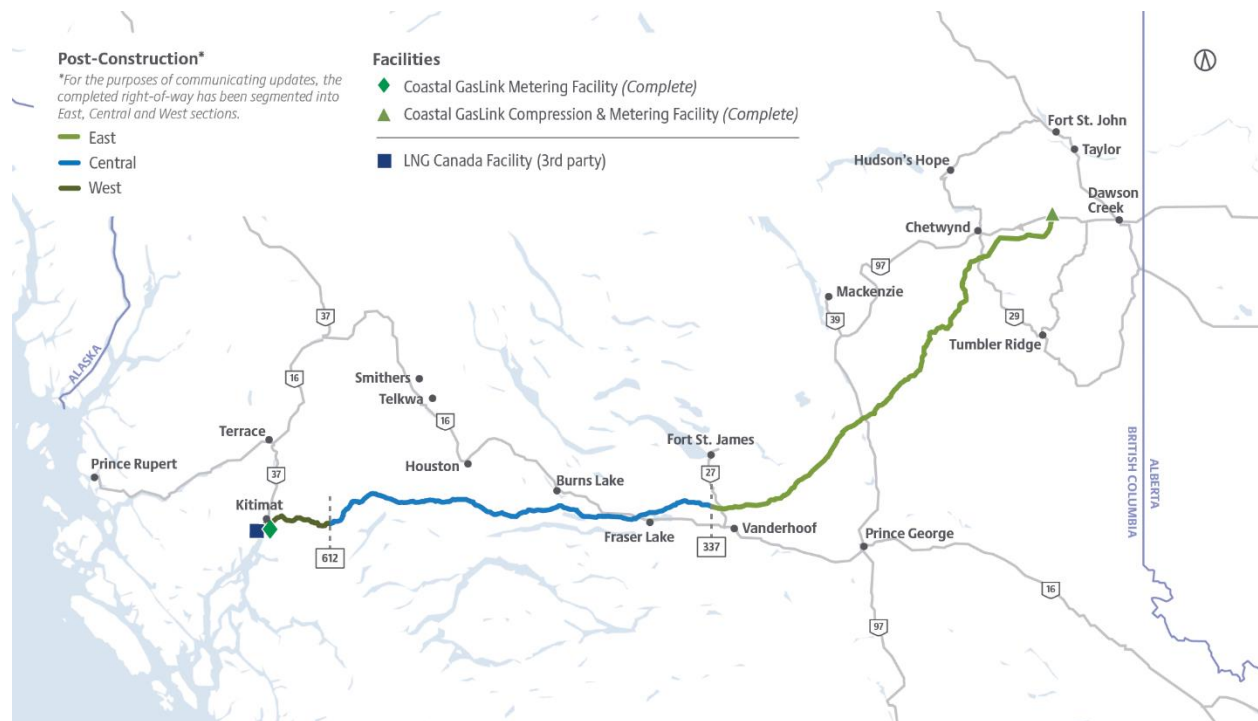 Post-Construction*
*For the purposes of communicating updates, the
completed right-of-way has been segmented into
East, Central and West sections.
East
Central
West
Facilities
Coastal GasLink Metering Facility (Complete)
Coastal GasLink Compression & Metering Facility (Complete)
LNG Canada Facility (3rd party)
Fort St. John
Taylor
Hudson's Hope
Dawson
Creek
Chetwynd
97
Mackenzie
39
29
Tumbler Ridge
37
ALASKA
16
Smithers
Telkwa
16
Terrace
Fort St. James
27
Prince Rupert
37
Houston
Burns Lake
BRITISH COLUMBIA
ALBERTA
Kitimat
Fraser Lake
Vanderhoof
Prince George
612
337
16
97